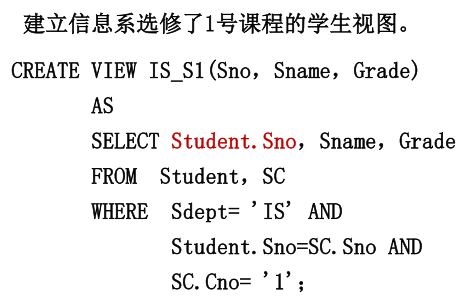 建立信息系选修了1号课程的学生视图。
CREATE VIEW IS_S1(Sno, Sname, Grade)
AS
SELECT Student.Sno, Sname, Grade
FROM Student, SC
WHERE Sdept= 'IS' AND
Student.Sno=SC.Sno AND
SC.Cno= '1';